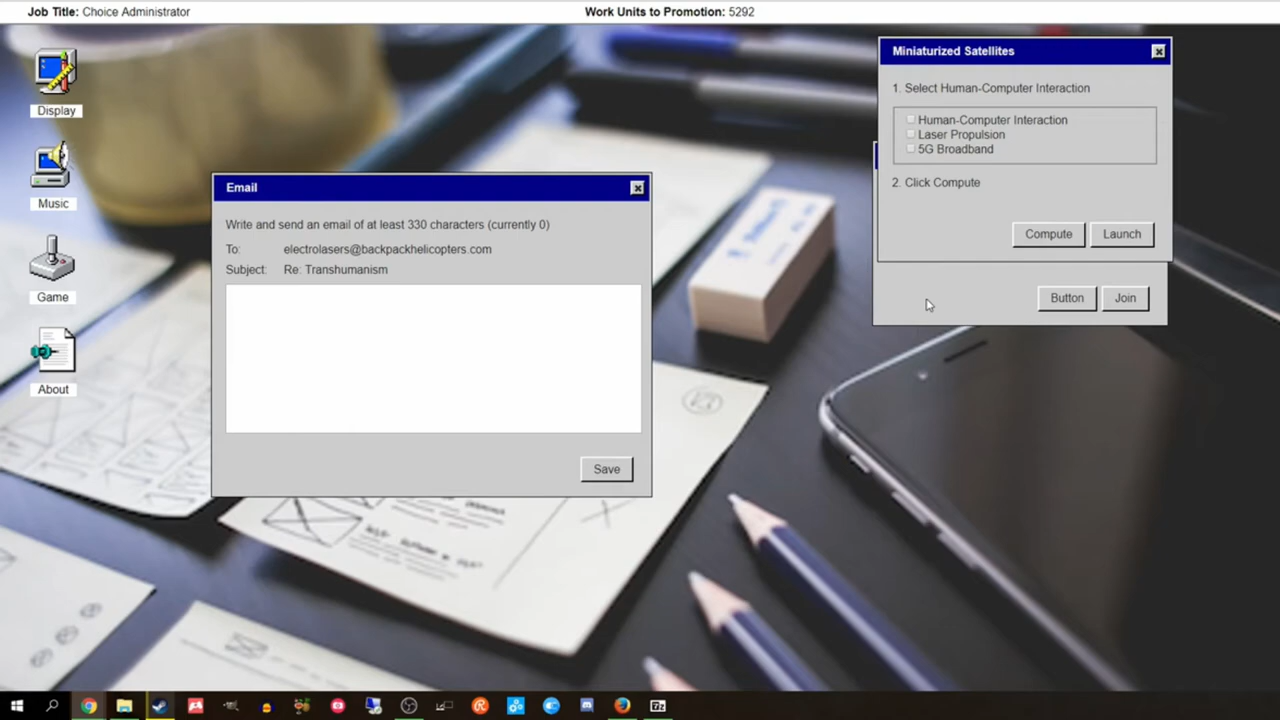 Job Title: Choice Administrator
Work Units to Promotion: 5292
Display
Music
Game
About
Email
Write and send an email of at least 330 characters (currently 0)
To: electrolasers@backpackhelicopters.com
Subject: Re: Transhumanism
Save
Miniaturized Satellites
1. Select Human-Computer Interaction
Human-Computer Interaction
Laser Propulsion
5G Broadband
2. Click Compute
Compute Launch
Button Join